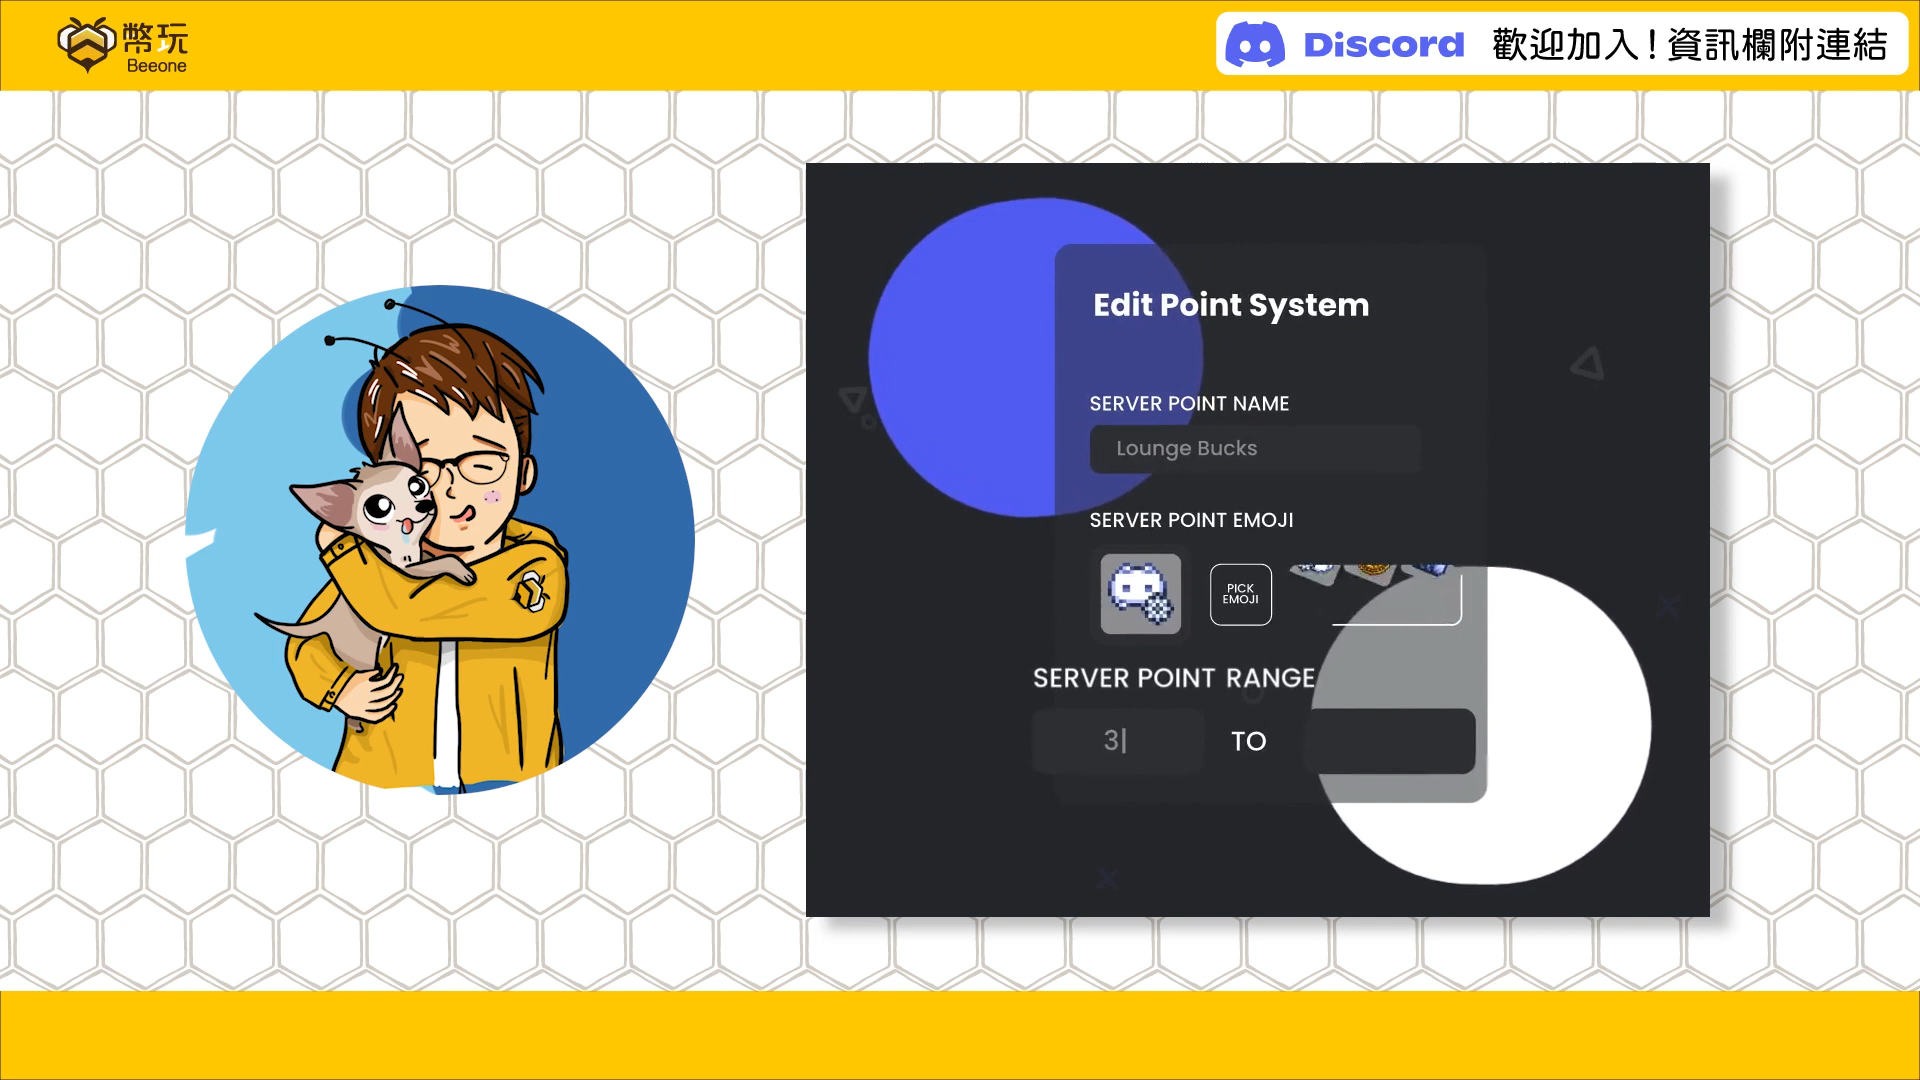 幣玩
Beeone
Discord 歡迎加入！資訊欄附連結
Edit Point System
SERVER POINT NAME
Lounge Bucks
SERVER POINT EMOJI
PICK
EMOJI
SERVER POINT RANGE
3
TO